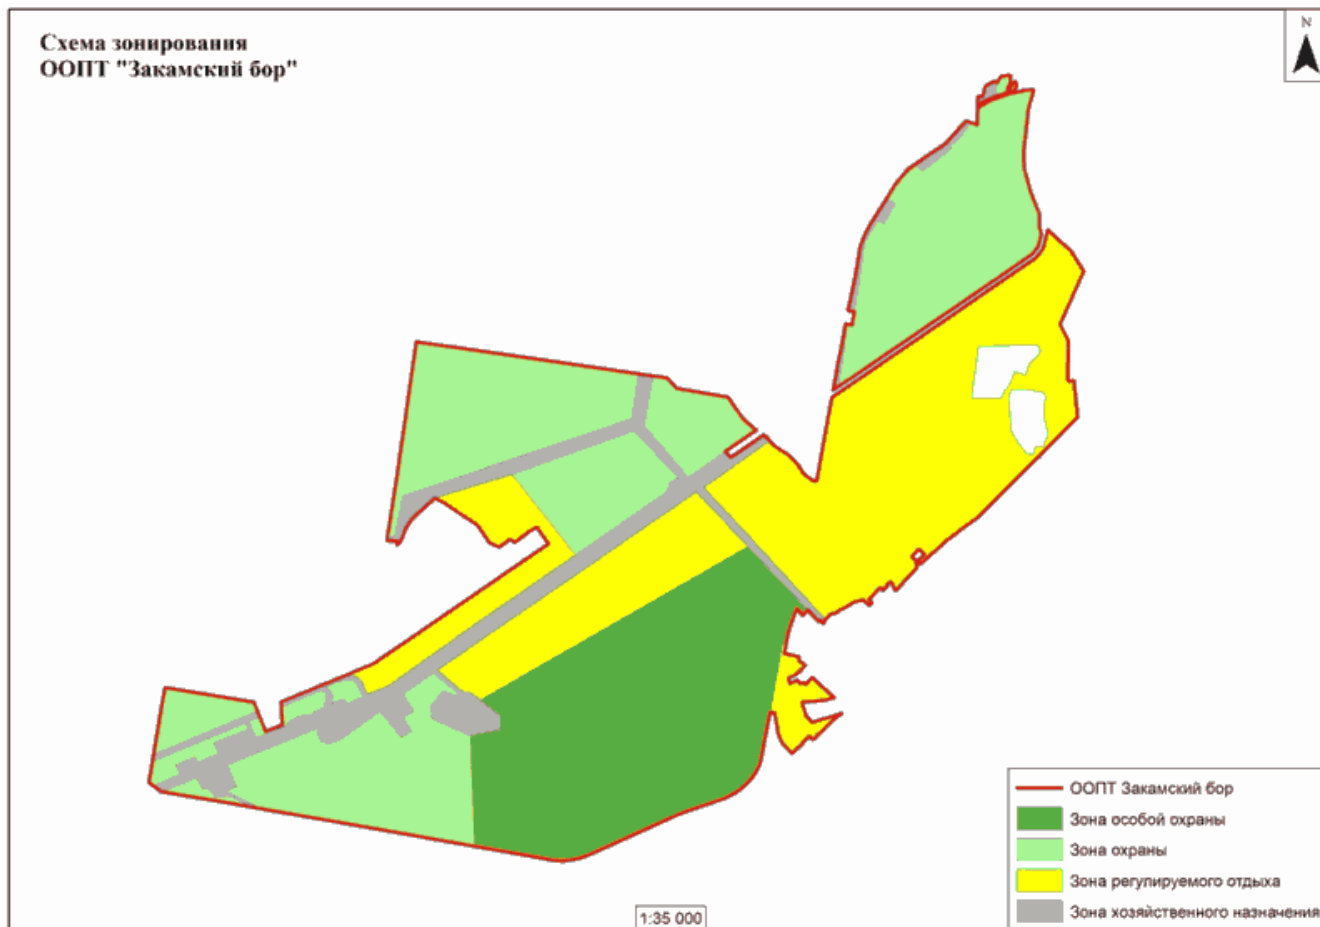 Схема зонирования
ООПТ "Закамский бор"
N
ООПТ Закамский бор
Зона особой охраны
Зона охраны
Зона регулируемого отдыха
Зона хозяйственного назначения
1:35 000